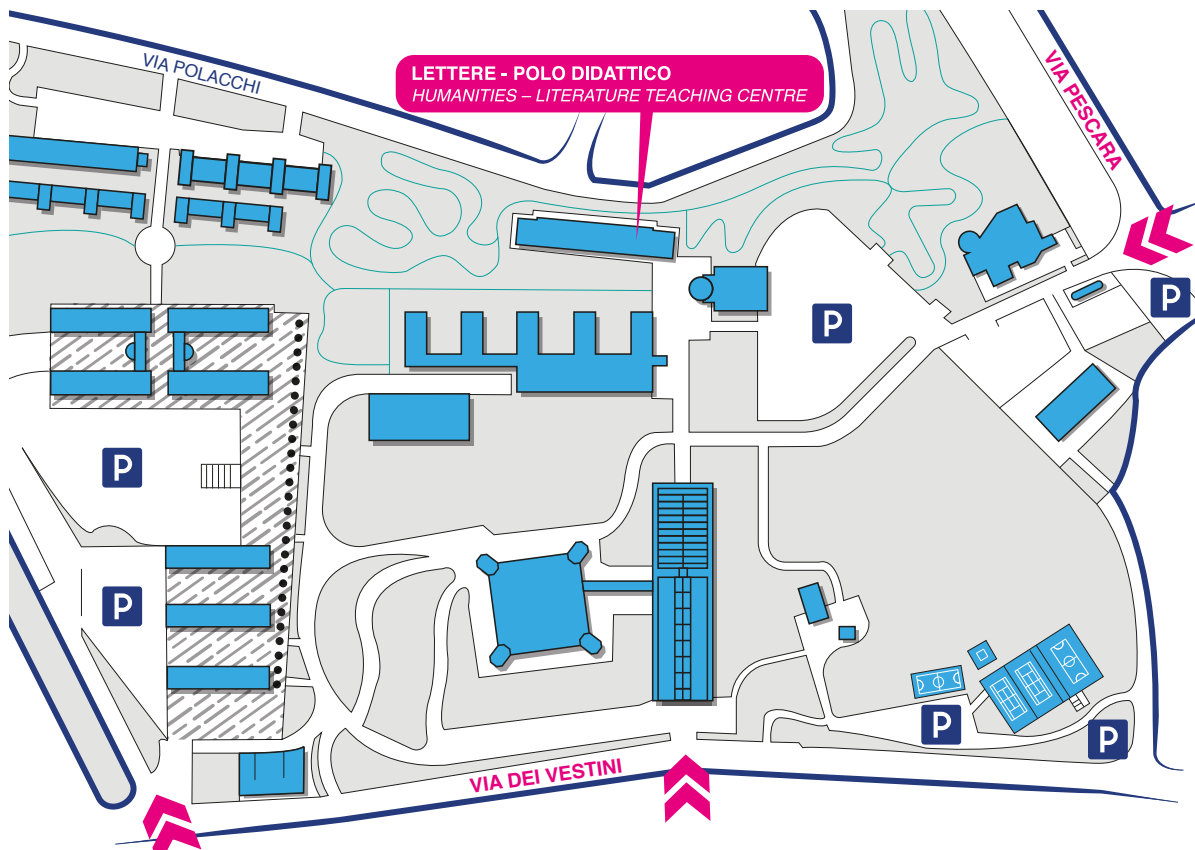 VIA POLACCHI
LETTERE - POLO DIDATTICO
HUMANITIES – LITERATURE TEACHING CENTRE
VIA PESCARA
P
P
P
P
P
P
VIA DEI VESTINI